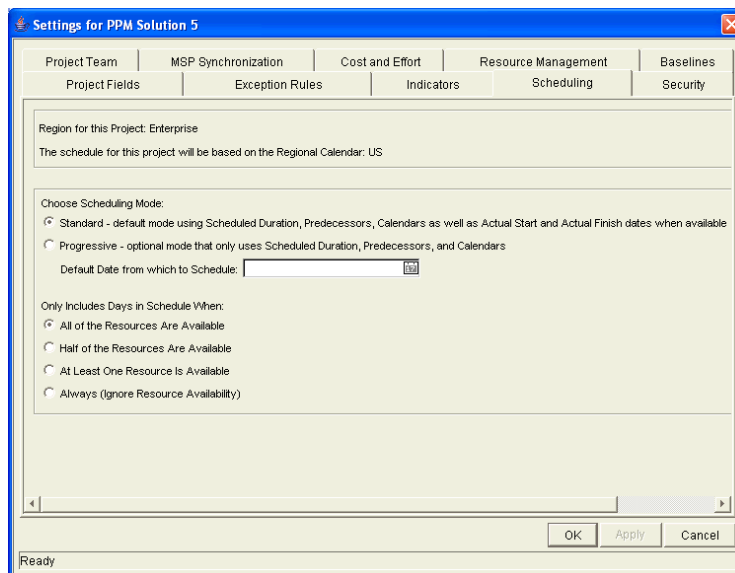 Settings for PPM Solution 5
Project Team MSP Synchronization Cost and Effort Resource Management Baselines
Project Fields Exception Rules Indicators Scheduling Security
Region for this Project: Enterprise
The schedule for this project will be based on the Regional Calendar: US
Choose Scheduling Mode:
Standard - default mode using Scheduled Duration, Predecessors, Calendars as well as Actual Start and Actual Finish dates when available
Progressive - optional mode that only uses Scheduled Duration, Predecessors, and Calendars
Default Date from which to Schedule:
Only Includes Days in Schedule When:
All of the Resources Are Available
Half of the Resources Are Available
At Least One Resource Is Available
Always (Ignore Resource Availability)
OK Apply Cancel
Ready